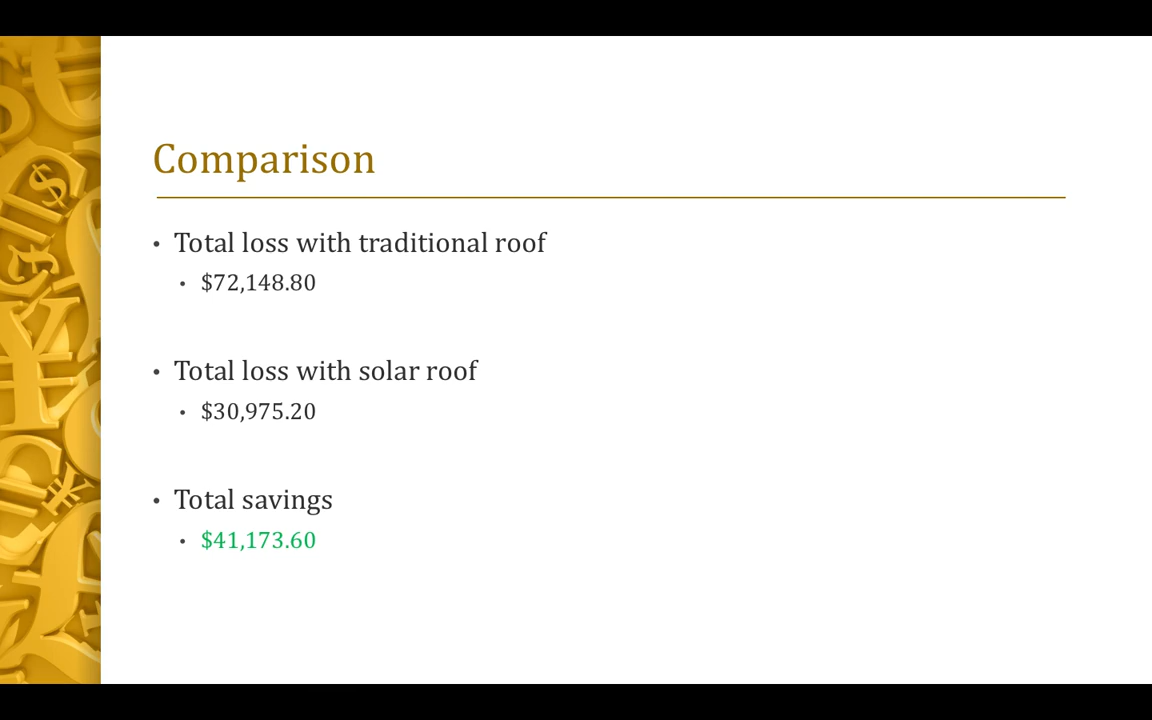 Comparison
• Total loss with traditional roof
• $72,148.80
• Total loss with solar roof
• $30,975.20
• Total savings
• $41,173.60